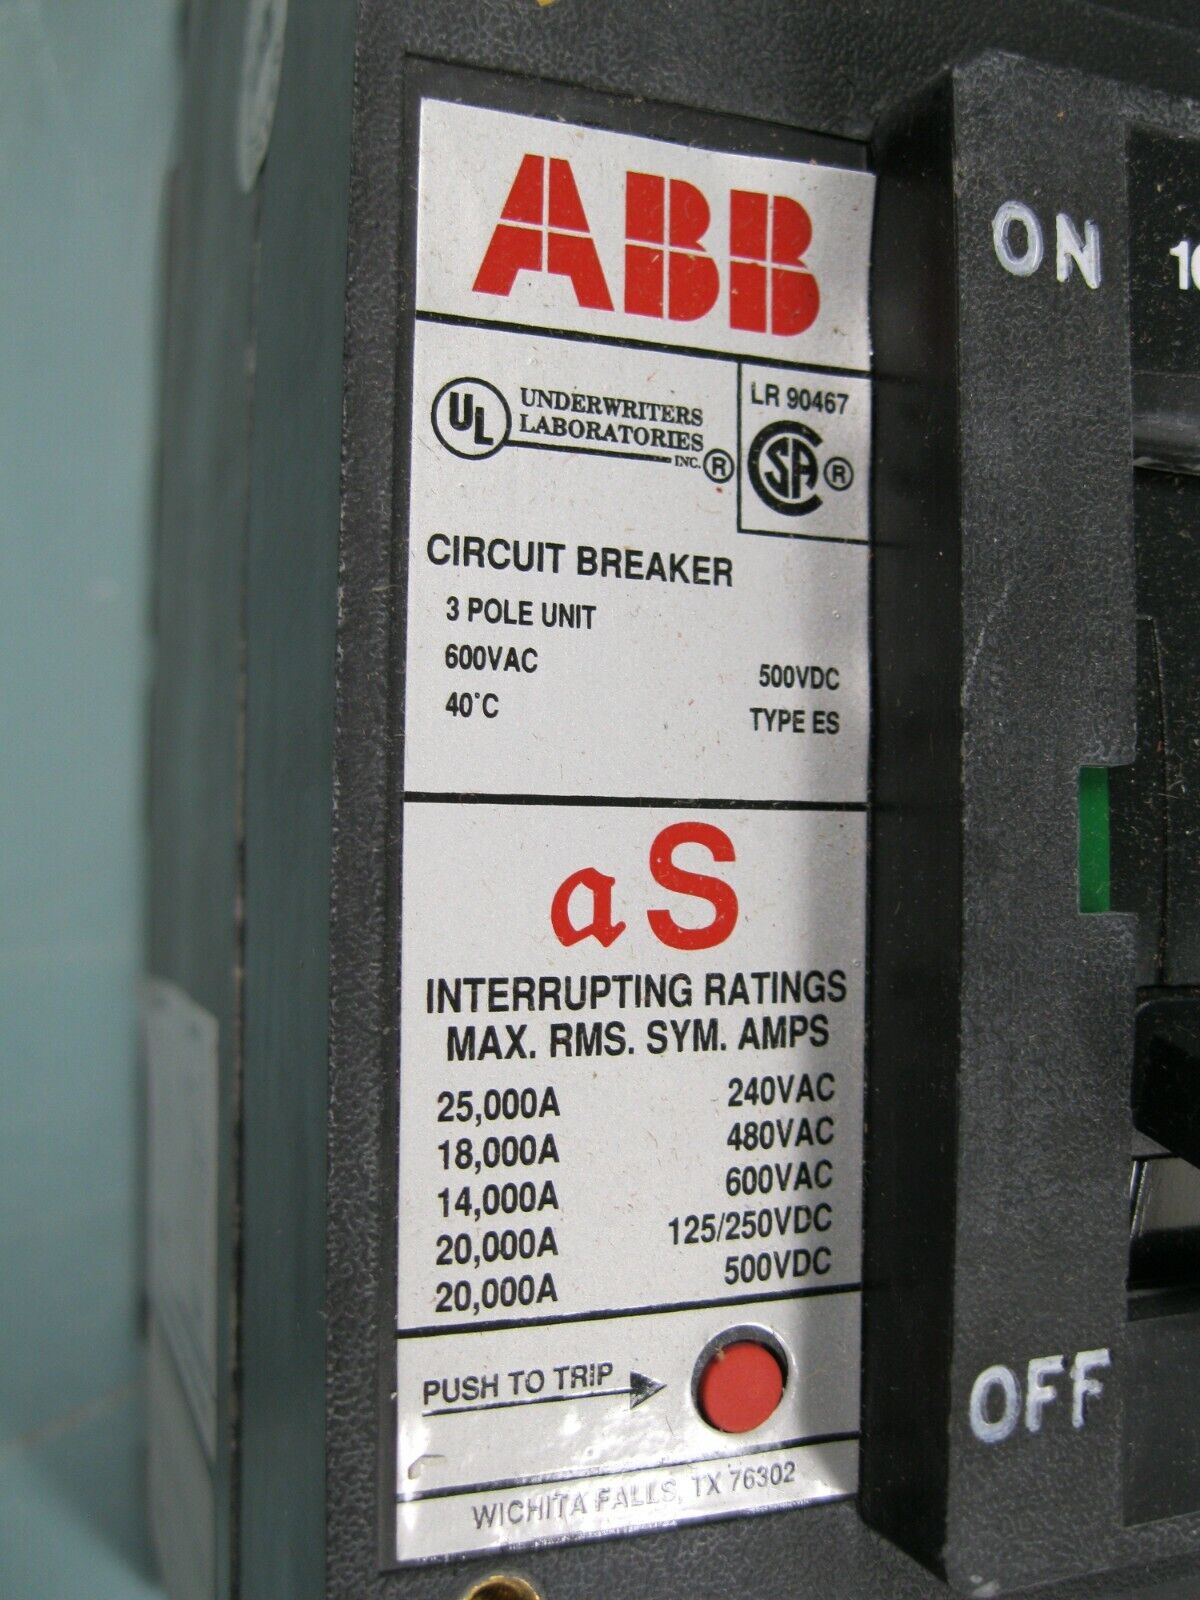 ABB
UL UNDERWRITERS
LABORATORIES
INC. ®
LR 90467
CSA ®
CIRCUIT BREAKER
3 POLE UNIT
600VAC 500VDC
40°C TYPE ES
aS
INTERRUPTING RATINGS
MAX. RMS. SYM. AMPS
25,000A 240VAC
18,000A 480VAC
14,000A 600VAC
20,000A 125/250VDC
20,000A 500VDC
PUSH TO TRIP
WICHITA FALLS, TX 76302
ON
OFF